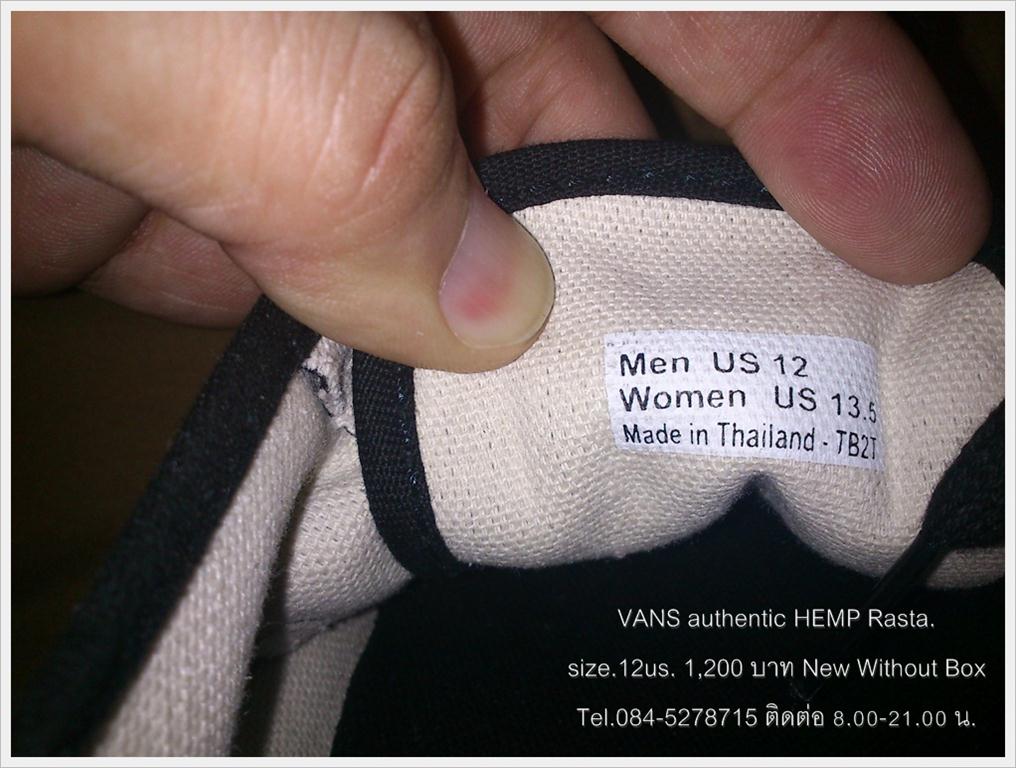 Men US 12
Women US 13.5
Made in Thailand - TB2T
VANS authentic HEMP Rasta.
size.12us. 1,200 บาท New Without Box
Tel.084-5278715 ติดต่อ 8.00-21.00 น.